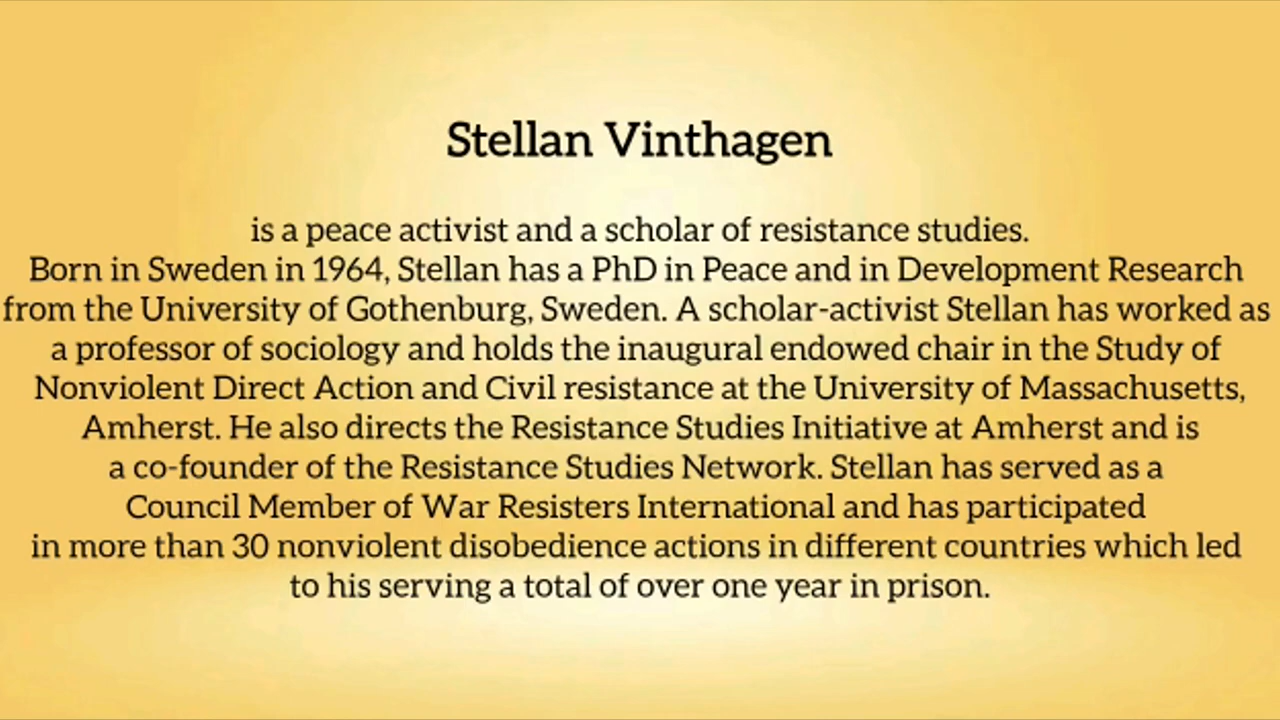 Stellan Vinthagen
is a peace activist and a scholar of resistance studies.
Born in Sweden in 1964, Stellan has a PhD in Peace and in Development Research
from the University of Gothenburg, Sweden. A scholar-activist Stellan has worked as
a professor of sociology and holds the inaugural endowed chair in the Study of
Nonviolent Direct Action and Civil resistance at the University of Massachusetts,
Amherst. He also directs the Resistance Studies Initiative at Amherst and is
a co-founder of the Resistance Studies Network. Stellan has served as a
Council Member of War Resisters International and has participated
in more than 30 nonviolent disobedience actions in different countries which led
to his serving a total of over one year in prison.